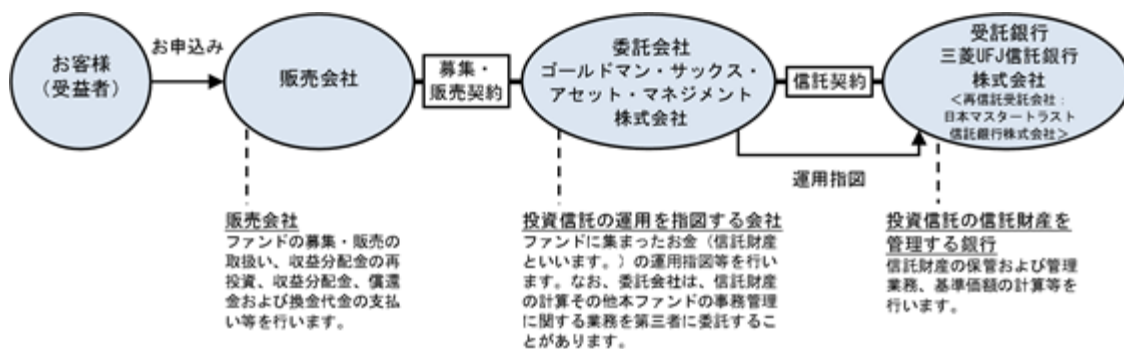 お客様
（受益者）
お申込み
販売会社
募集・
販売契約
委託会社
ゴールドマン・サックス・
アセット・マネジメント
株式会社
信託契約
受託銀行
三菱UFJ信託銀行
株式会社
＜再信託受託会社：
日本マスタートラスト
信託銀行株式会社＞
運用指図
販売会社
ファンドの募集・販売の
取扱い、収益分配金の再
投資、収益分配金、償還
金および換金代金の支払
い等を行います。
投資信託の運用を指図する会社
ファンドに集まったお金（信託財産
といいます。）の運用指図等を行い
ます。なお、委託会社は、信託財産
の計算その他本ファンドの事務管理
に関する業務を第三者に委託するこ
とがあります。
投資信託の信託財産を
管理する銀行
信託財産の保管および管理
業務、基準価額の計算等を
行います。